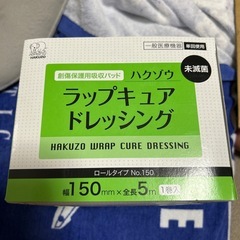 HAKUZO
一般医療機器
単回使用
創傷保護用吸収パッド
ハクゾウ
未滅菌
ラップキュア
ドレッシング
HAKUZO WRAP CURE DRESSING
ロールタイプ No.150
幅150mm×全長5m
1巻入